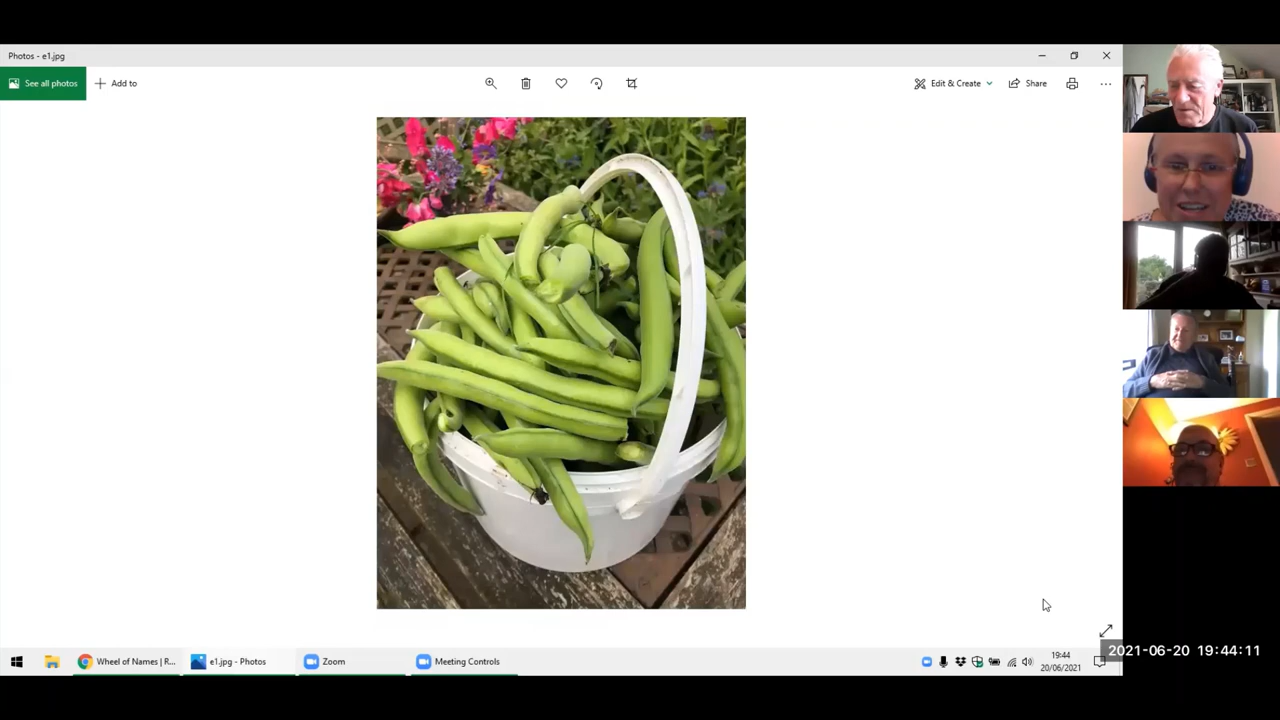 Photos - e1.jpg
See all photos
Add to
Edit & Create
Share
Wheel of Names | R...
e1.jpg - Photos
Zoom
Meeting Controls
19:44
20/06/2021
2021-06-20 19:44:11